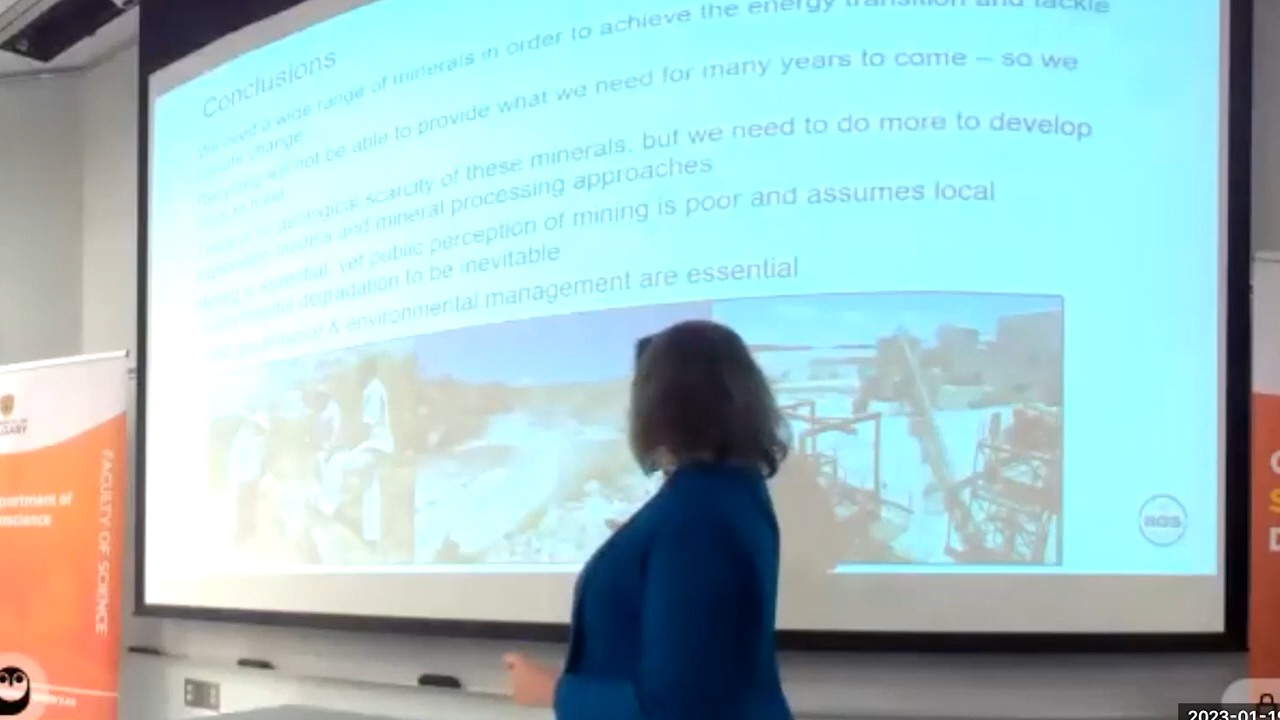 Conclusions
We need a wide range of minerals in order to achieve the energy transition and tackle
climate change
Recycling will not be able to provide what we need for many years to come – so we
need to mine
There is no geological scarcity of these minerals, but we need to do more to develop
exploration models and mineral processing approaches
Mining is essential, yet public perception of mining is poor and assumes local
environmental degradation to be inevitable
& environmental management are essential
BGS
FACULTY OF SCIENCE
partment of
oscience
2023-01-1